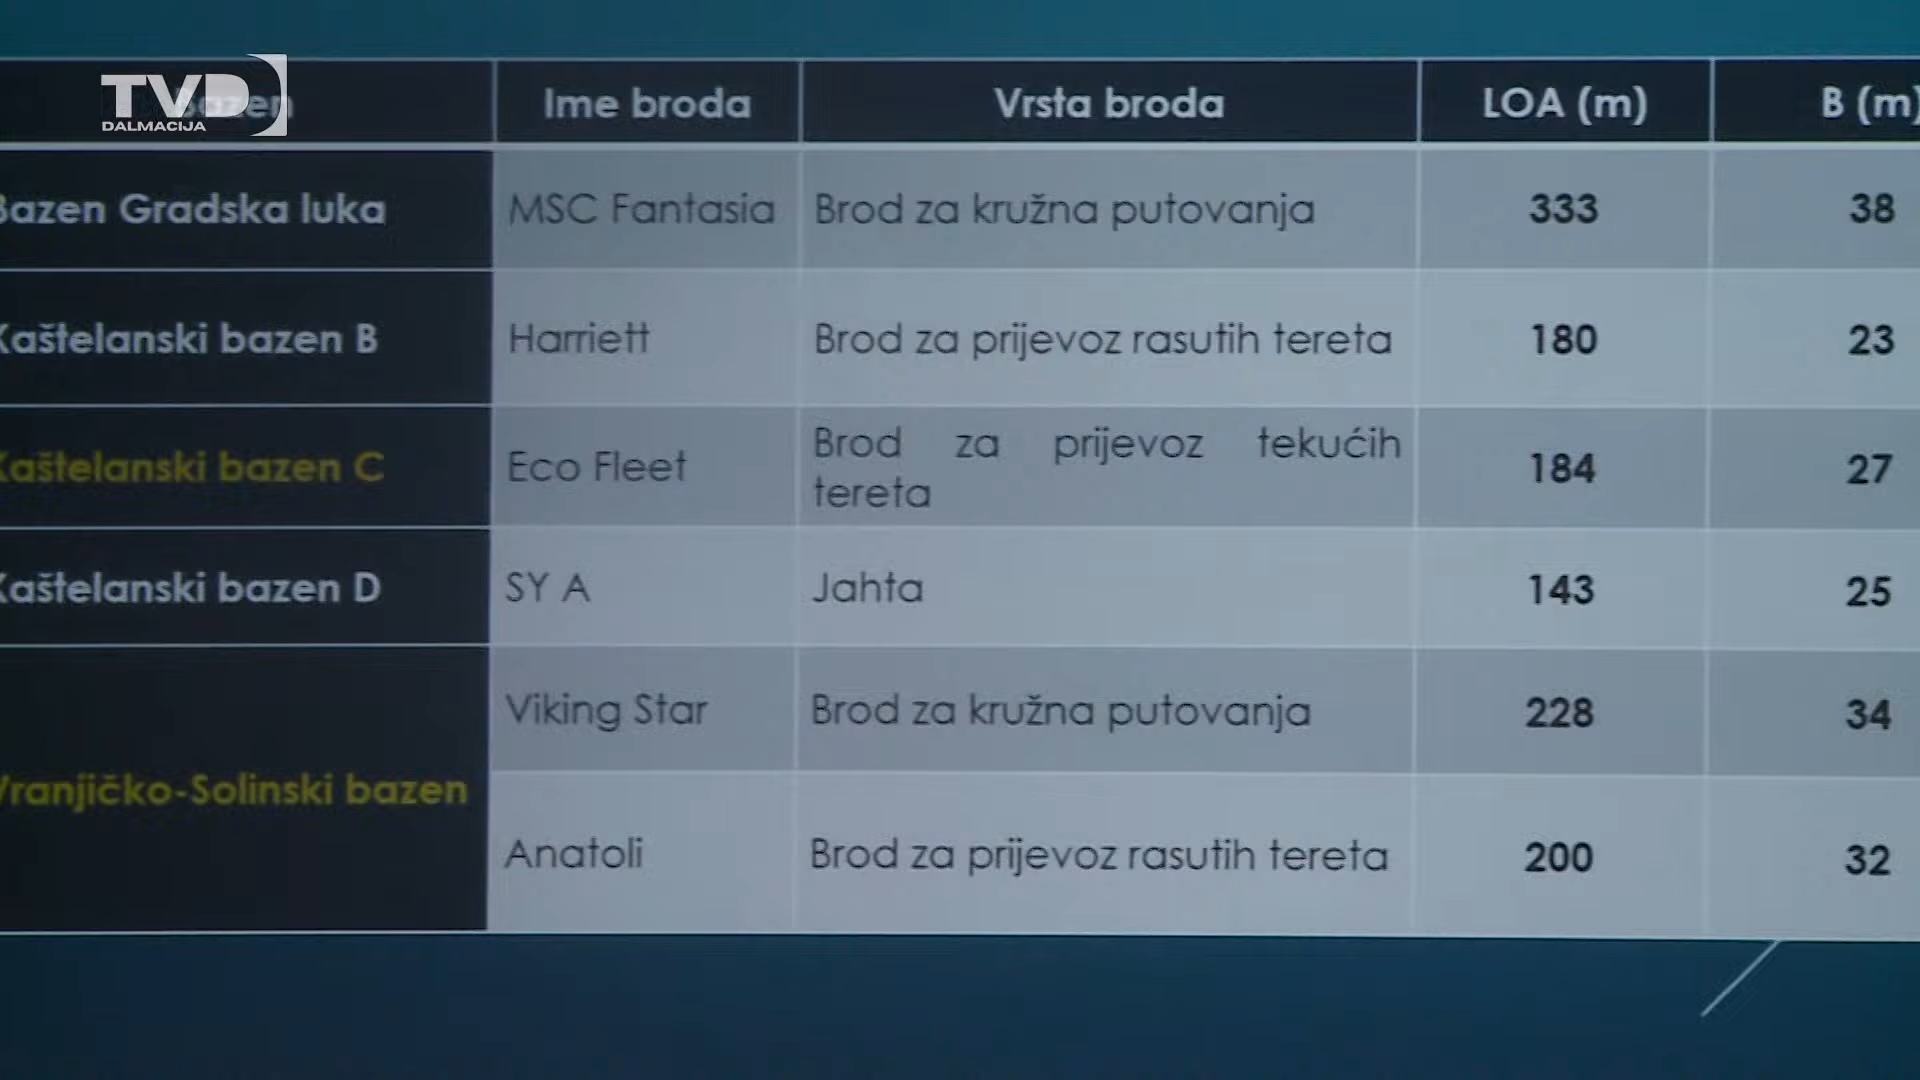 TVD
DALMACIJA
Bazen
Ime broda
Vrsta broda
LOA (m)
B (m)
Bazen Gradska luka
MSC Fantasia
Brod za kružna putovanja
333
38
Kaštelanski bazen B
Harriett
Brod za prijevoz rasutih tereta
180
23
Kaštelanski bazen C
Eco Fleet
Brod za prijevoz tekućih
tereta
184
27
Kaštelanski bazen D
SY A
Jahta
143
25
Vranjičko-Solinski bazen
Viking Star
Brod za kružna putovanja
228
34
Anatoli
Brod za prijevoz rasutih tereta
200
32